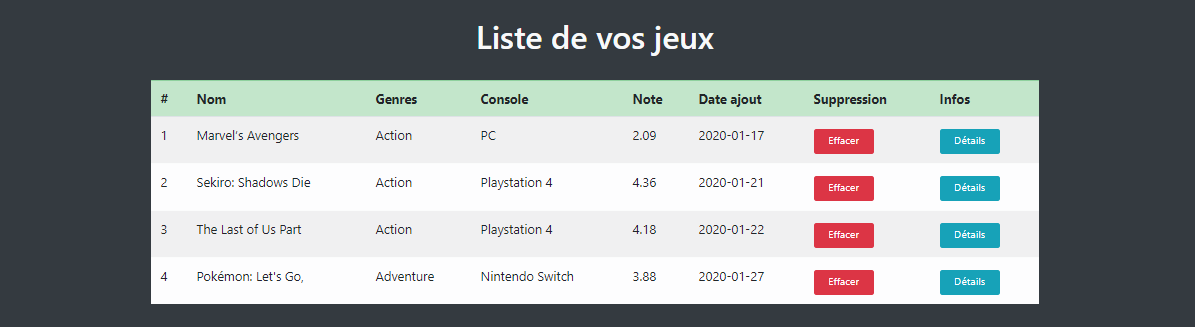 Liste de vos jeux
# Nom Genres Console Note Date ajout Suppression Infos
1 Marvel's Avengers Action PC 2.09 2020-01-17 Effacer Détails
2 Sekiro: Shadows Die Action Playstation 4 4.36 2020-01-21 Effacer Détails
3 The Last of Us Part Action Playstation 4 4.18 2020-01-22 Effacer Détails
4 Pokémon: Let's Go, Adventure Nintendo Switch 3.88 2020-01-27 Effacer Détails